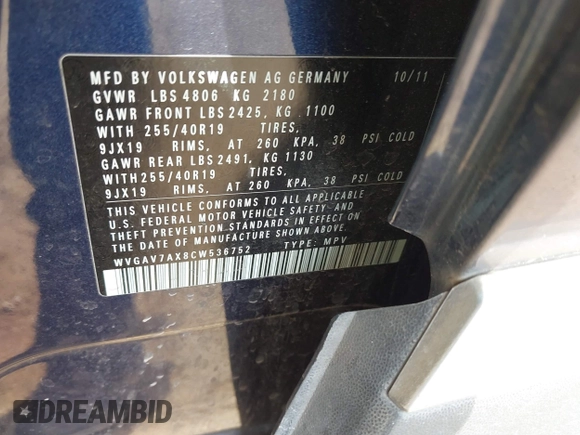 MFD BY VOLKSWAGEN AG GERMANY 10/11
GVWR LBS 4806 KG 2180
GAWR FRONT LBS 2425, KG 1100
WITH 255/40R19 TIRES,
9JX19 RIMS, AT 260 KPA, 38 PSI COLD
GAWR REAR LBS 2491, KG 1130
WITH 255/40R19 TIRES,
9JX19 RIMS, AT 260 KPA, 38 PSI COLD
THIS VEHICLE CONFORMS TO ALL APPLICABLE
U.S. FEDERAL MOTOR VEHICLE SAFETY AND
THEFT PREVENTION STANDARDS IN EFFECT ON
THE DATE OF MANUFACTURE SHOWN ABOVE
WVGAV7AX8CW536752 TYPE: MPV
DREAMBID